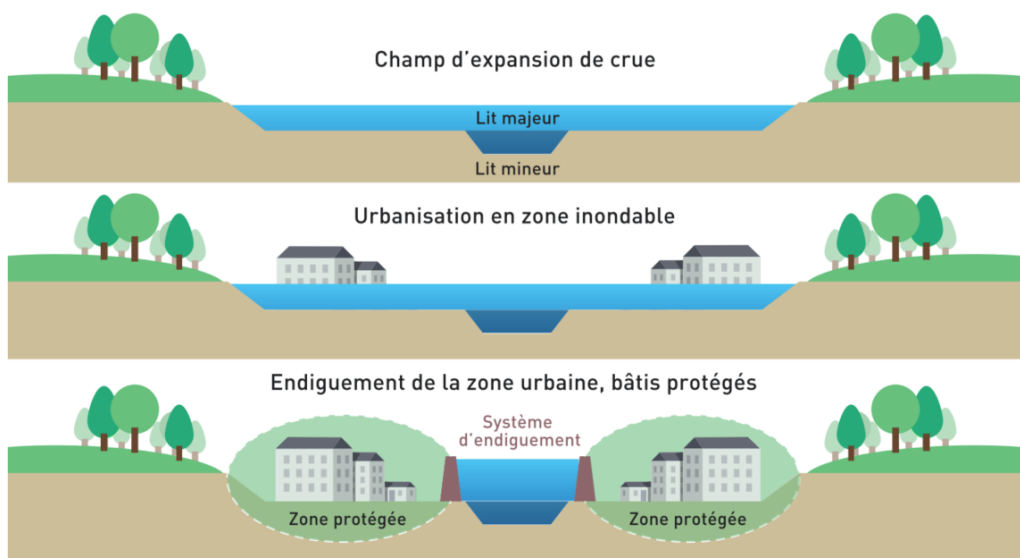 Champ d'expansion de crue
Lit majeur
Lit mineur
Urbanisation en zone inondable
Endiguement de la zone urbaine, bâtis protégés
Système
d'endiguement
Zone protégée
Zone protégée